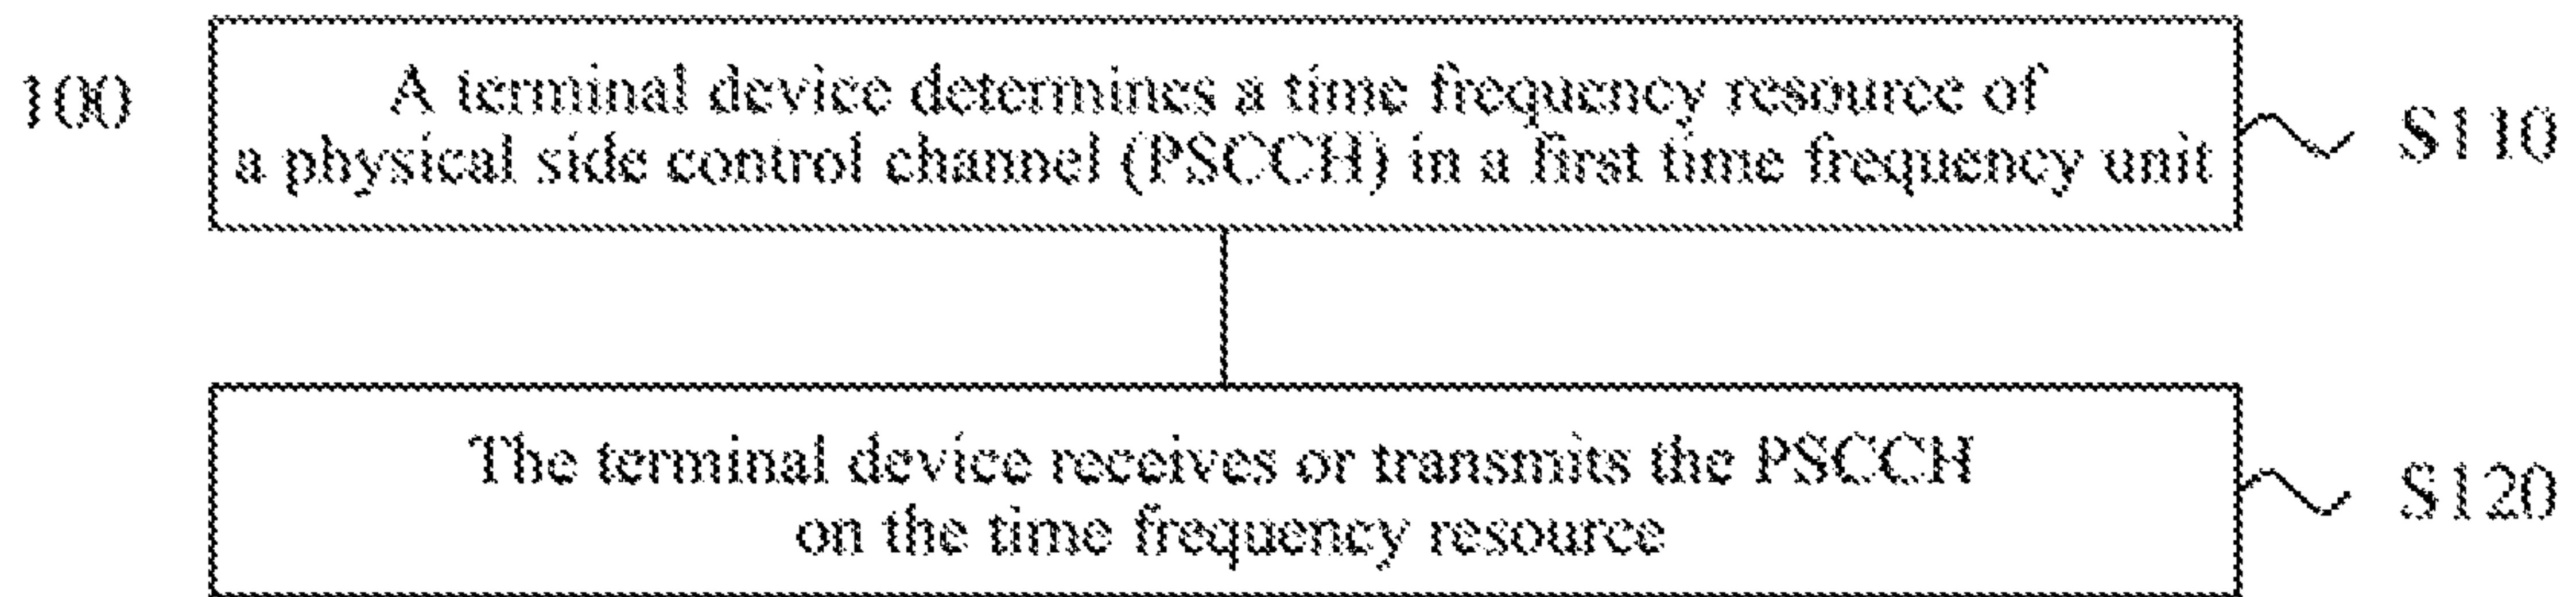 100
A terminal device determines a time frequency resource of
a physical side control channel (PSCCH) in a first time frequency unit
S110
The terminal device receives or transmits the PSCCH
on the time frequency resource
S120